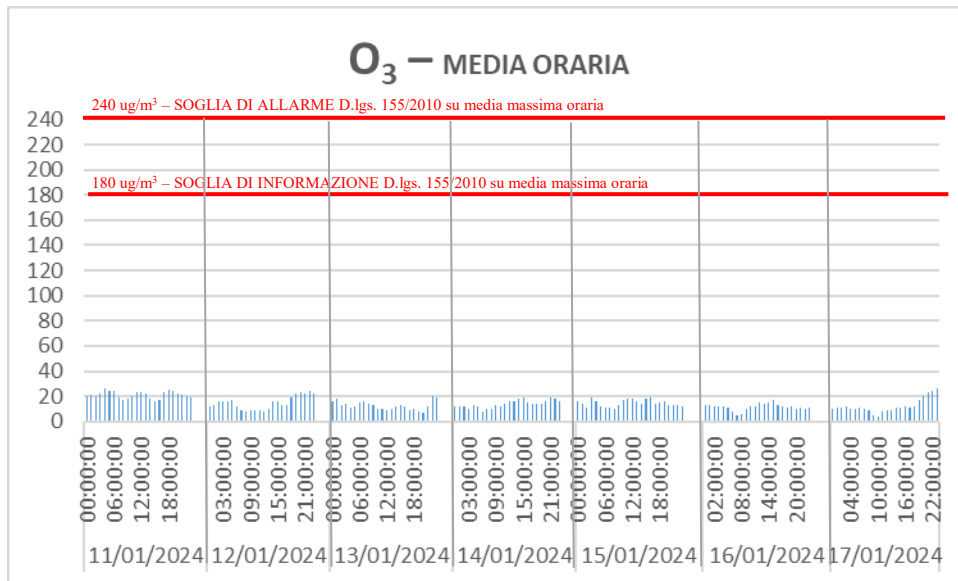 O₃ – MEDIA ORARIA
240 ug/m³ – SOGLIA DI ALLARME D.lgs. 155/2010 su media massima oraria
240
220
200
180 ug/m³ – SOGLIA DI INFORMAZIONE D.lgs. 155/2010 su media massima oraria
180
160
140
120
100
80
60
40
20
0
00:00:00 06:00:00 12:00:00 18:00:00 03:00:00 09:00:00 15:00:00 21:00:00 00:00:00 06:00:00 12:00:00 18:00:00 03:00:00 09:00:00 15:00:00 21:00:00 00:00:00 06:00:00 12:00:00 18:00:00 02:00:00 08:00:00 14:00:00 20:00:00 04:00:00 10:00:00 16:00:00 22:00:00
11/01/2024 12/01/2024 13/01/2024 14/01/2024 15/01/2024 16/01/2024 17/01/2024